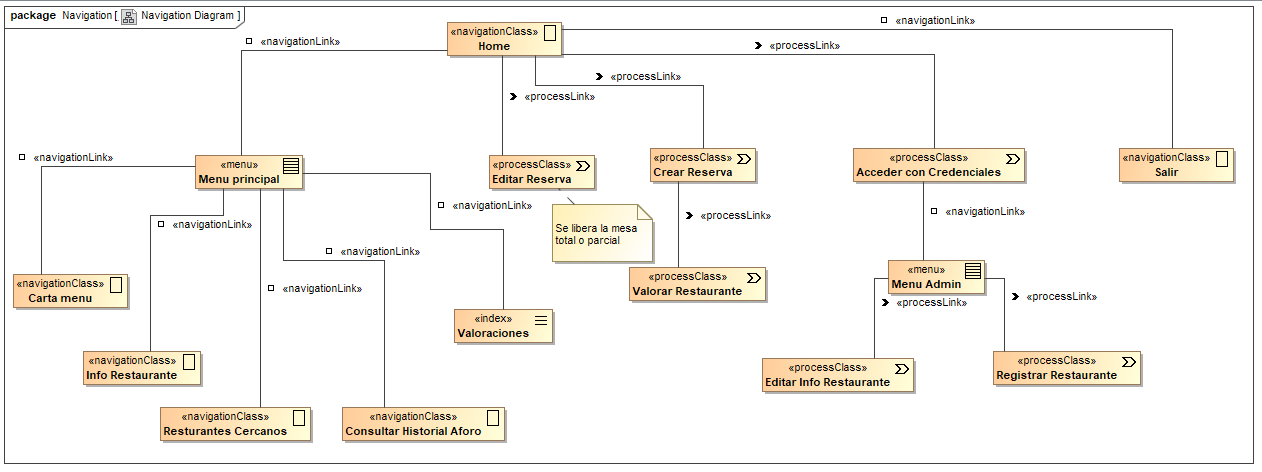 package Navigation [ Navigation Diagram ]
«navigationLink»
«navigationClass»
Home
«navigationLink»
«processLink»
«processLink»
«processLink»
«navigationLink»
«menu»
Menu principal
«processClass»
Editar Reserva
«processClass»
Crear Reserva
«processClass»
Acceder con Credenciales
«navigationClass»
Salir
«navigationLink»
«navigationLink»
«navigationLink»
«navigationLink»
Se libera la mesa
total o parcial
«processLink»
«navigationLink»
«navigationClass»
Carta menu
«index»
Valoraciones
«processClass»
Valorar Restaurante
«menu»
Menu Admin
«processLink»
«processLink»
«navigationClass»
Info Restaurante
«processClass»
Editar Info Restaurante
«processClass»
Registrar Restaurante
«navigationClass»
Resturantes Cercanos
«navigationClass»
Consultar Historial Aforo